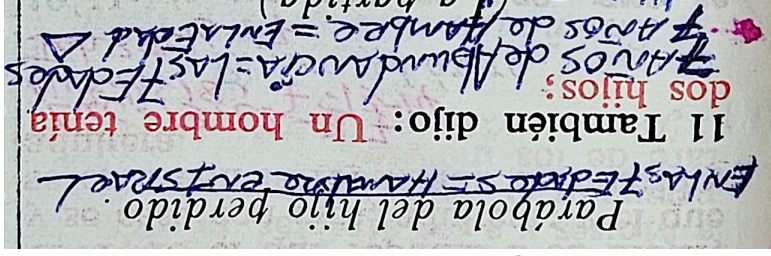 Parábola del hijo perdido.
EN LAS 7 Edades = Hambre EN ISRAEL
11 También dijo: Un hombre tenía
dos hijos;
7 AÑOS de AbundANCIA = LAS 7 Edades
7 AÑOS de Hambre. = EN LA Edad Δ